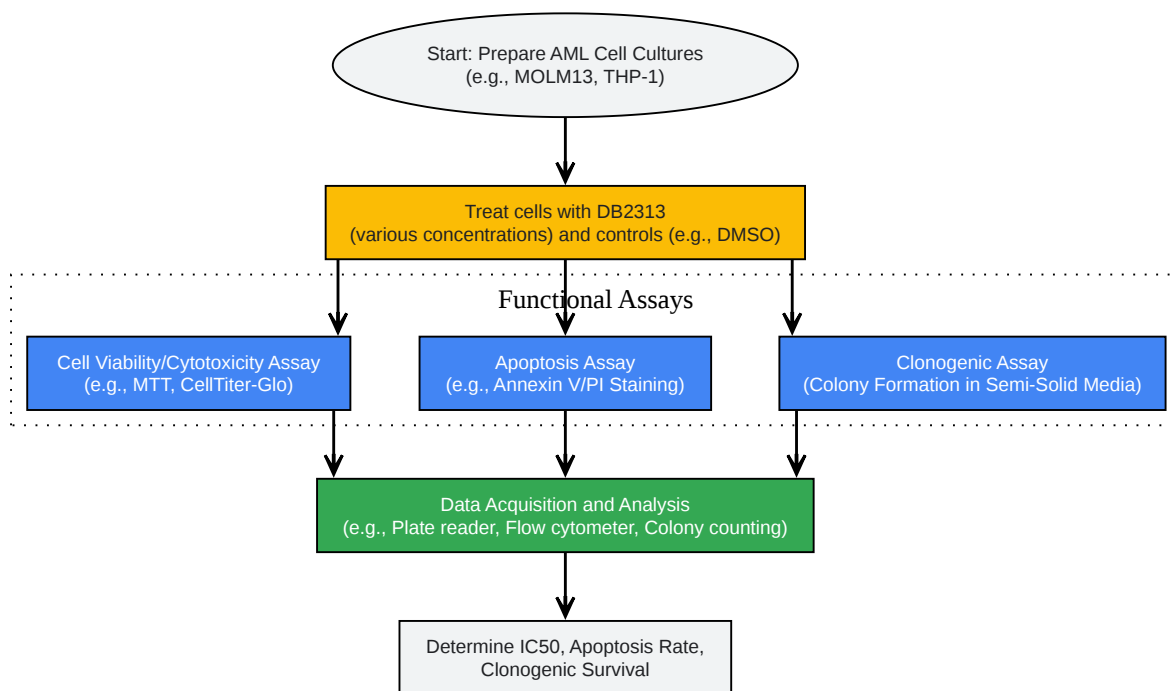 Start: Prepare AML Cell Cultures
(e.g., MOLM13, THP-1)
Treat cells with DB2313
(various concentrations) and controls (e.g., DMSO)
Functional Assays
Cell Viability/Cytotoxicity Assay
(e.g., MTT, CellTiter-Glo)
Apoptosis Assay
(e.g., Annexin V/PI Staining)
Clonogenic Assay
(Colony Formation in Semi-Solid Media)
Data Acquisition and Analysis
(e.g., Plate reader, Flow cytometer, Colony counting)
Determine IC50, Apoptosis Rate,
Clonogenic Survival